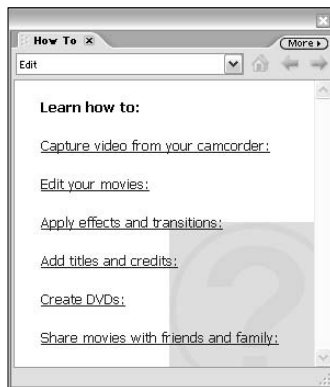 How To
More
Edit
Learn how to:
Capture video from your camcorder:
Edit your movies:
Apply effects and transitions:
Add titles and credits:
Create DVDs:
Share movies with friends and family: